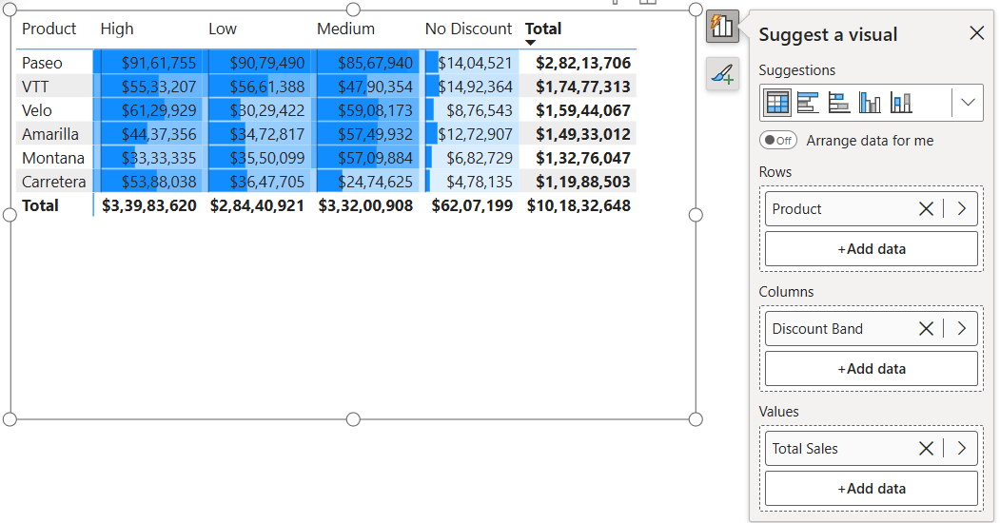 Product High Low Medium No Discount Total
Paseo $91,61,755 $90,79,490 $85,67,940 $14,04,521 $2,82,13,706
VTT $55,33,207 $56,61,388 $47,90,354 $14,92,364 $1,74,77,313
Velo $61,29,929 $30,29,422 $59,08,173 $8,76,543 $1,59,44,067
Amarilla $44,37,356 $34,72,817 $57,49,932 $12,72,907 $1,49,33,012
Montana $33,33,335 $35,50,099 $57,09,884 $6,82,729 $1,32,76,047
Carretera $53,88,038 $36,47,705 $24,74,625 $4,78,135 $1,19,88,503
Total $3,39,83,620 $2,84,40,921 $3,32,00,908 $62,07,199 $10,18,32,648
Suggest a visual
Suggestions
Off Arrange data for me
Rows
Product
+Add data
Columns
Discount Band
+Add data
Values
Total Sales
+Add data